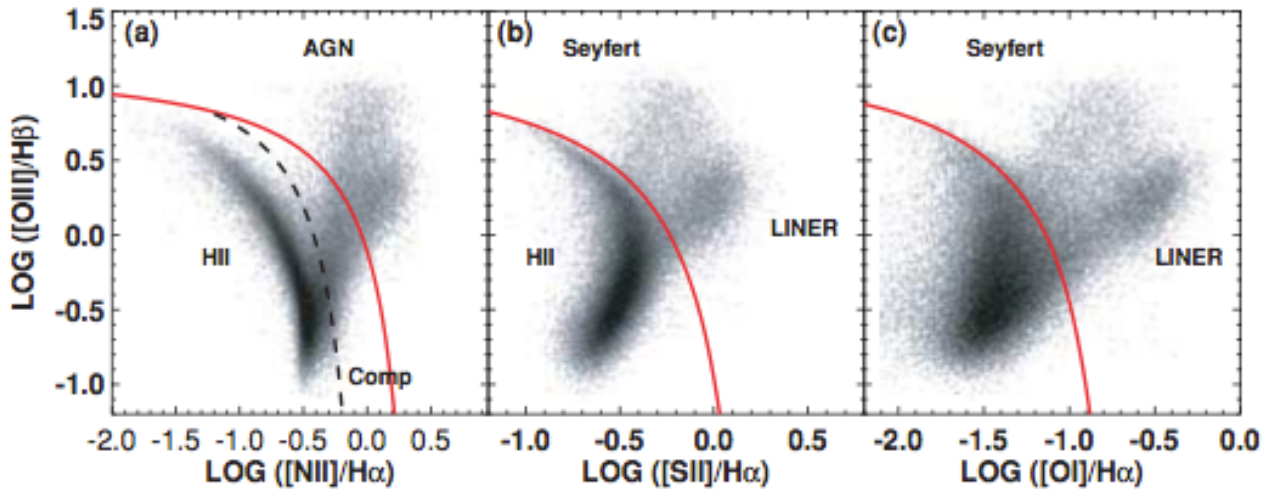 (a)
AGN
HII
Comp
(b)
Seyfert
HII
LINER
(c)
Seyfert
LINER
LOG ([OIII]/Hβ)
1.5
1.0
0.5
0.0
-0.5
-1.0
-2.0 -1.5 -1.0 -0.5 0.0 0.5
-1.0 -0.5 0.0 0.5
-2.0 -1.5 -1.0 -0.5 0.0
LOG ([NII]/Hα)
LOG ([SII]/Hα)
LOG ([OI]/Hα)